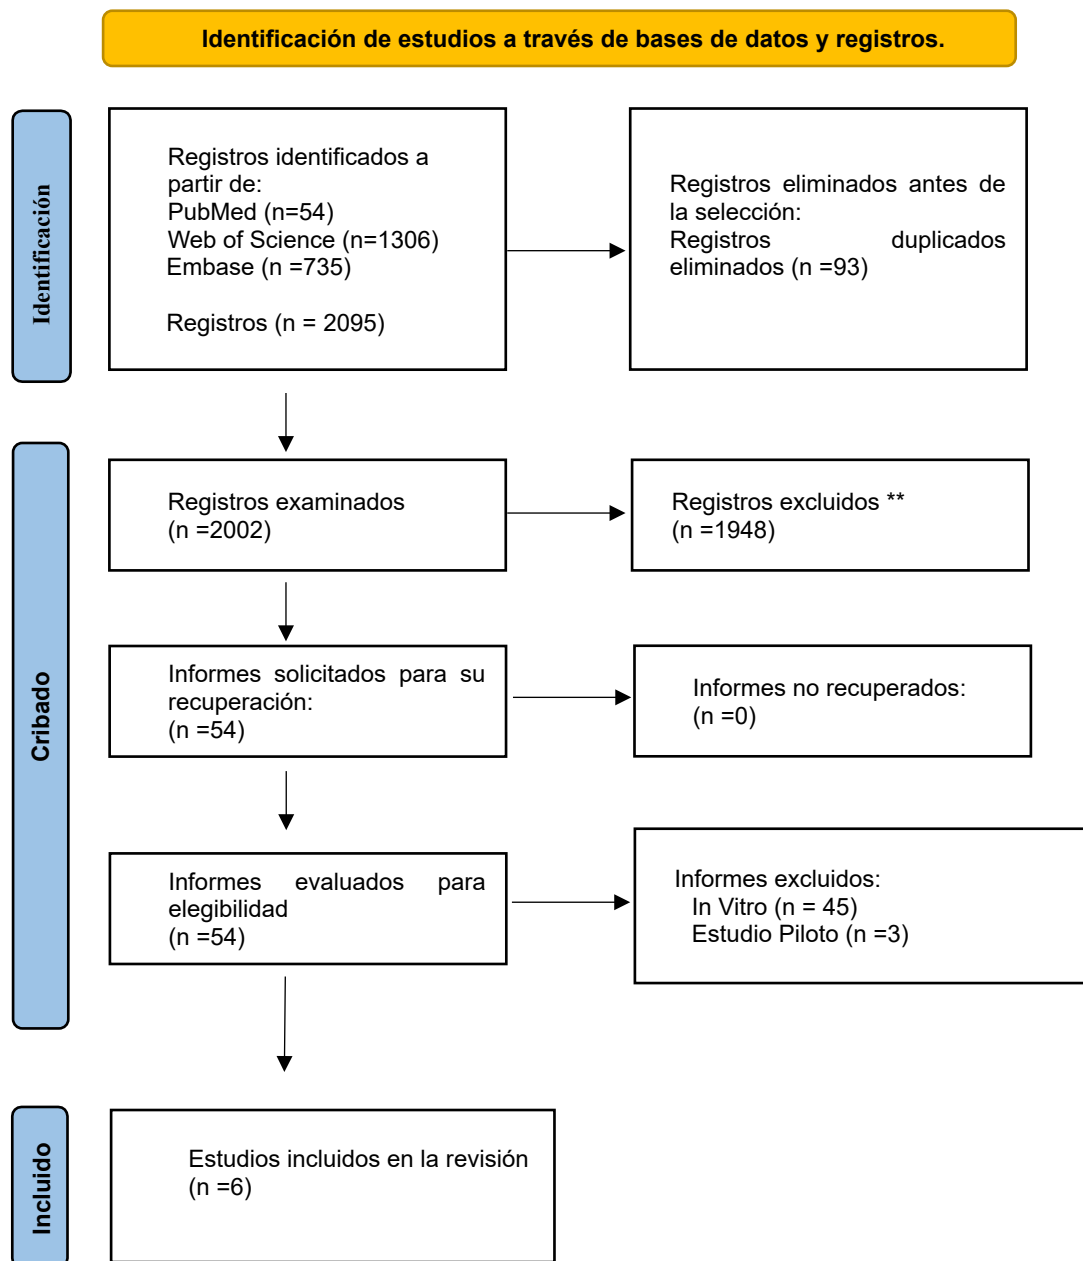 Identificación de estudios a través de bases de datos y registros.
Identificación
Registros identificados a
partir de:
PubMed (n=54)
Web of Science (n=1306)
Embase (n =735)
Registros (n = 2095)
Registros eliminados antes de
la selección:
Registros duplicados
eliminados (n =93)
Cribado
Registros examinados
(n =2002)
Registros excluidos **
(n =1948)
Informes solicitados para su
recuperación:
(n =54)
Informes no recuperados:
(n =0)
Informes evaluados para
elegibilidad
(n =54)
Informes excluidos:
In Vitro (n = 45)
Estudio Piloto (n =3)
Incluido
Estudios incluidos en la revisión
(n =6)